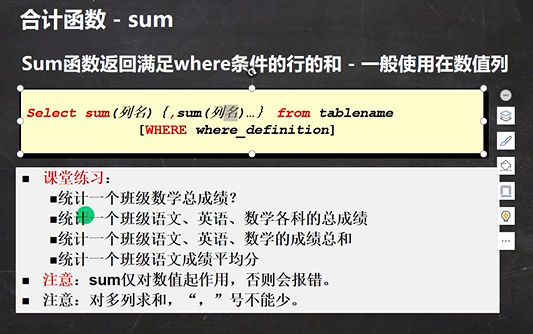 合计函数 - sum
Sum函数返回满足where条件的行的和 - 一般使用在数值列
Select sum(列名) {,sum(列名)…} from tablename
[WHERE where_definition]
■ 课堂练习:
■统计一个班级数学总成绩?
■统计一个班级语文、英语、数学各科的总成绩
■统计一个班级语文、英语、数学的成绩总和
■统计一个班级语文成绩平均分
■ 注意:sum仅对数值起作用,否则会报错。
■ 注意:对多列求和,“,”号不能少。